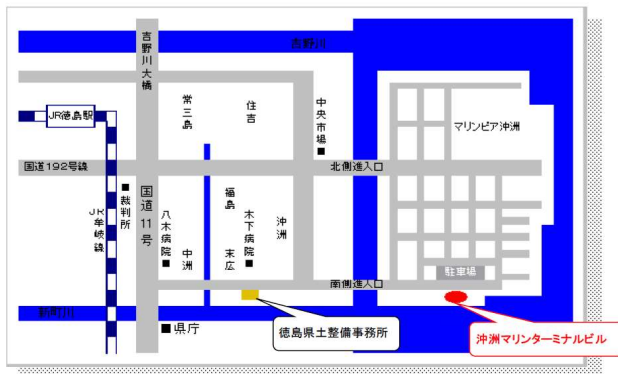 吉野川
吉野川大橋
JR徳島駅
常三島
住吉
中央市場■
マリンピア沖洲
国道192号線
北側進入口
JR牟岐線
■裁判所
国道11号
八木病院■
中洲
福島
末広
木下病院■
沖洲
駐車場
南側進入口
新町川
■県庁
徳島県土整備事務所
沖洲マリンターミナルビル